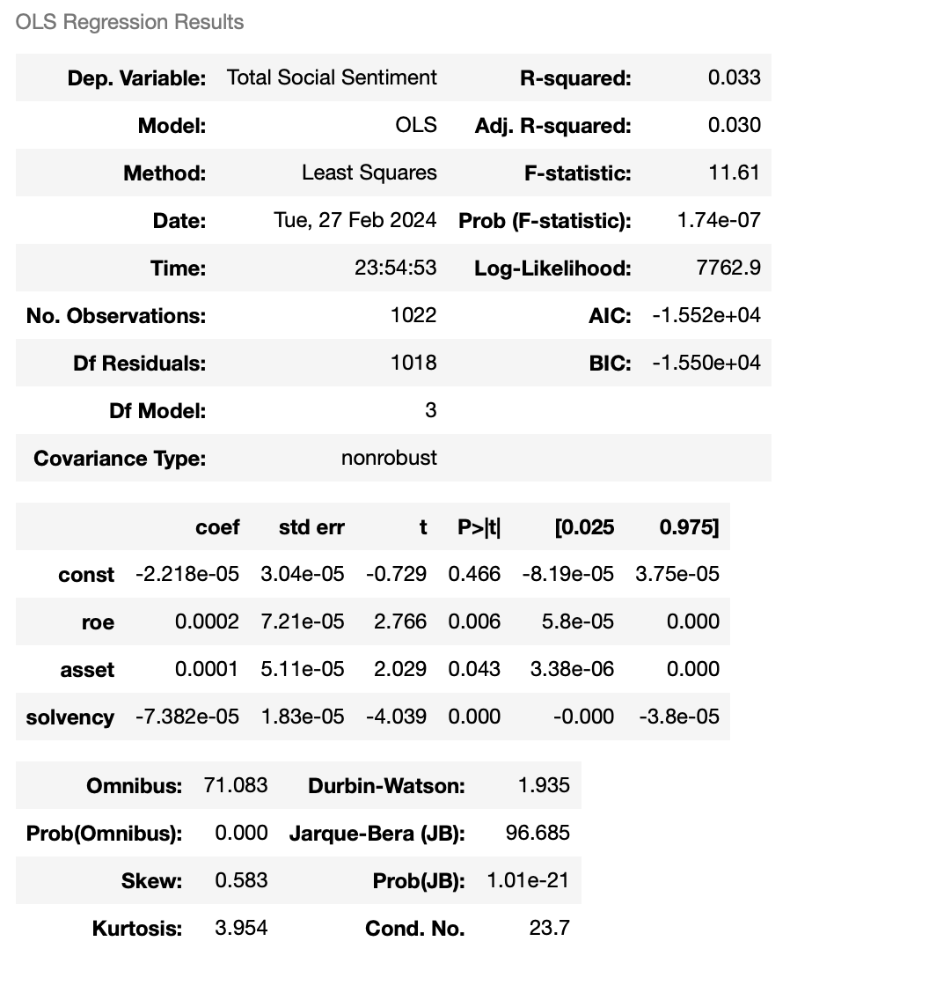 OLS Regression Results
Dep. Variable: Total Social Sentiment R-squared: 0.033
Model: OLS Adj. R-squared: 0.030
Method: Least Squares F-statistic: 11.61
Date: Tue, 27 Feb 2024 Prob (F-statistic): 1.74e-07
Time: 23:54:53 Log-Likelihood: 7762.9
No. Observations: 1022 AIC: -1.552e+04
Df Residuals: 1018 BIC: -1.550e+04
Df Model: 3
Covariance Type: nonrobust
coef std err t P>|t| [0.025 0.975]
const -2.218e-05 3.04e-05 -0.729 0.466 -8.19e-05 3.75e-05
roe 0.0002 7.21e-05 2.766 0.006 5.8e-05 0.000
asset 0.0001 5.11e-05 2.029 0.043 3.38e-06 0.000
solvency -7.382e-05 1.83e-05 -4.039 0.000 -0.000 -3.8e-05
Omnibus: 71.083 Durbin-Watson: 1.935
Prob(Omnibus): 0.000 Jarque-Bera (JB): 96.685
Skew: 0.583 Prob(JB): 1.01e-21
Kurtosis: 3.954 Cond. No. 23.7